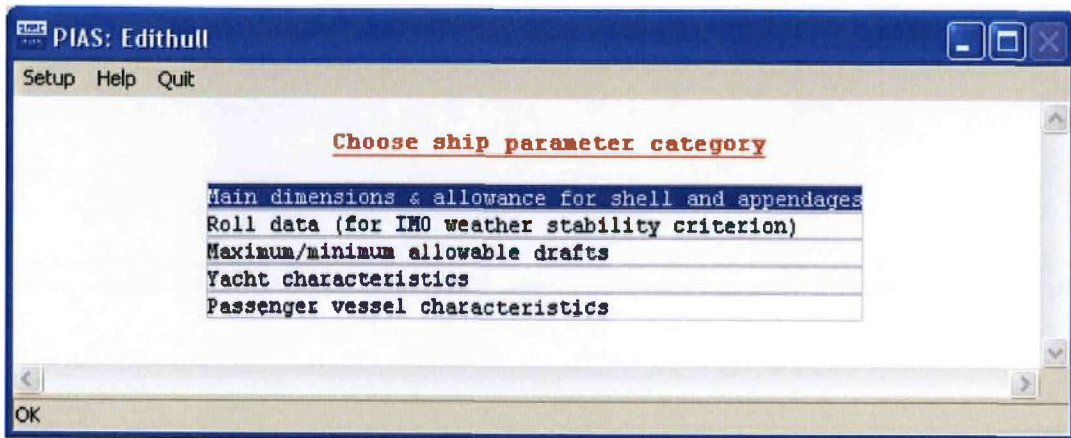 PIAS: Edithull
Setup Help Quit
Choose ship parameter category
Main dimensions & allowance for shell and appendages
Roll data (for IMO weather stability criterion)
Maximum/minimum allowable drafts
Yacht characteristics
Passenger vessel characteristics
OK